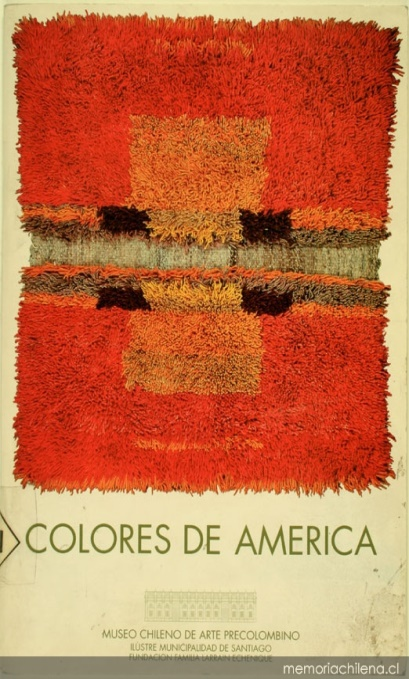 COLORES DE AMERICA
MUSEO CHILENO DE ARTE PRECOLOMBINO
ILUSTRE MUNICIPALIDAD DE SANTIAGO
FUNDACION FAMILIA LARRAIN ECHENIQUE
memoriachilena.cl